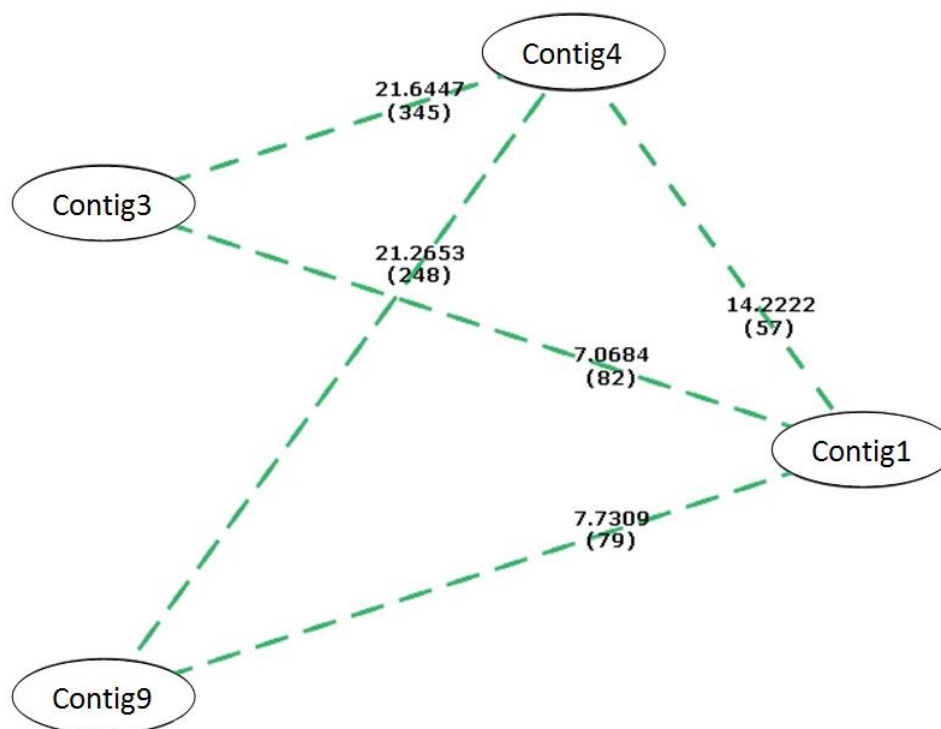 Contig4
21.6447
(345)
Contig3
21.2653
(248)
14.2222
(57)
7.0684
(82)
Contig1
7.7309
(79)
Contig9